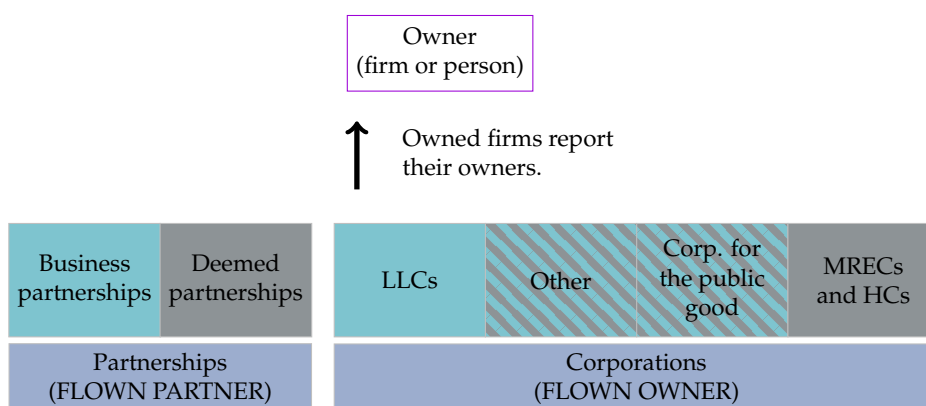 Owner
(firm or person)
Owned firms report
their owners.
Business
partnerships
Deemed
partnerships
LLCs
Other
Corp. for
the public
good
MRECs
and HCs
Partnerships
(FLOWN PARTNER)
Corporations
(FLOWN OWNER)